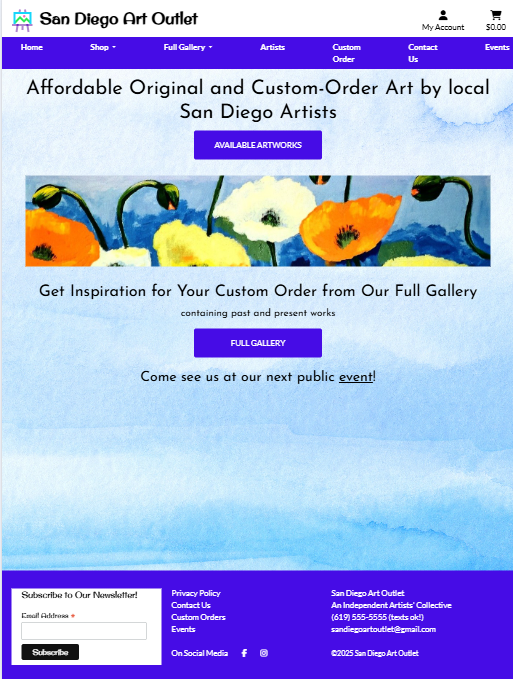 San Diego Art Outlet
My Account
$0.00
Home
Shop
Full Gallery
Artists
Custom
Order
Contact
Us
Events
Affordable Original and Custom-Order Art by local
San Diego Artists
AVAILABLE ARTWORKS
Get Inspiration for Your Custom Order from Our Full Gallery
containing past and present works
FULL GALLERY
Come see us at our next public event!
Subscribe to Our Newsletter!
Email Address *
Subscribe
Privacy Policy
Contact Us
Custom Orders
Events
On Social Media
San Diego Art Outlet
An Independent Artists' Collective
(619) 555-5555 (texts ok!)
sandiegoartoutlet@gmail.com
©2025 San Diego Art Outlet